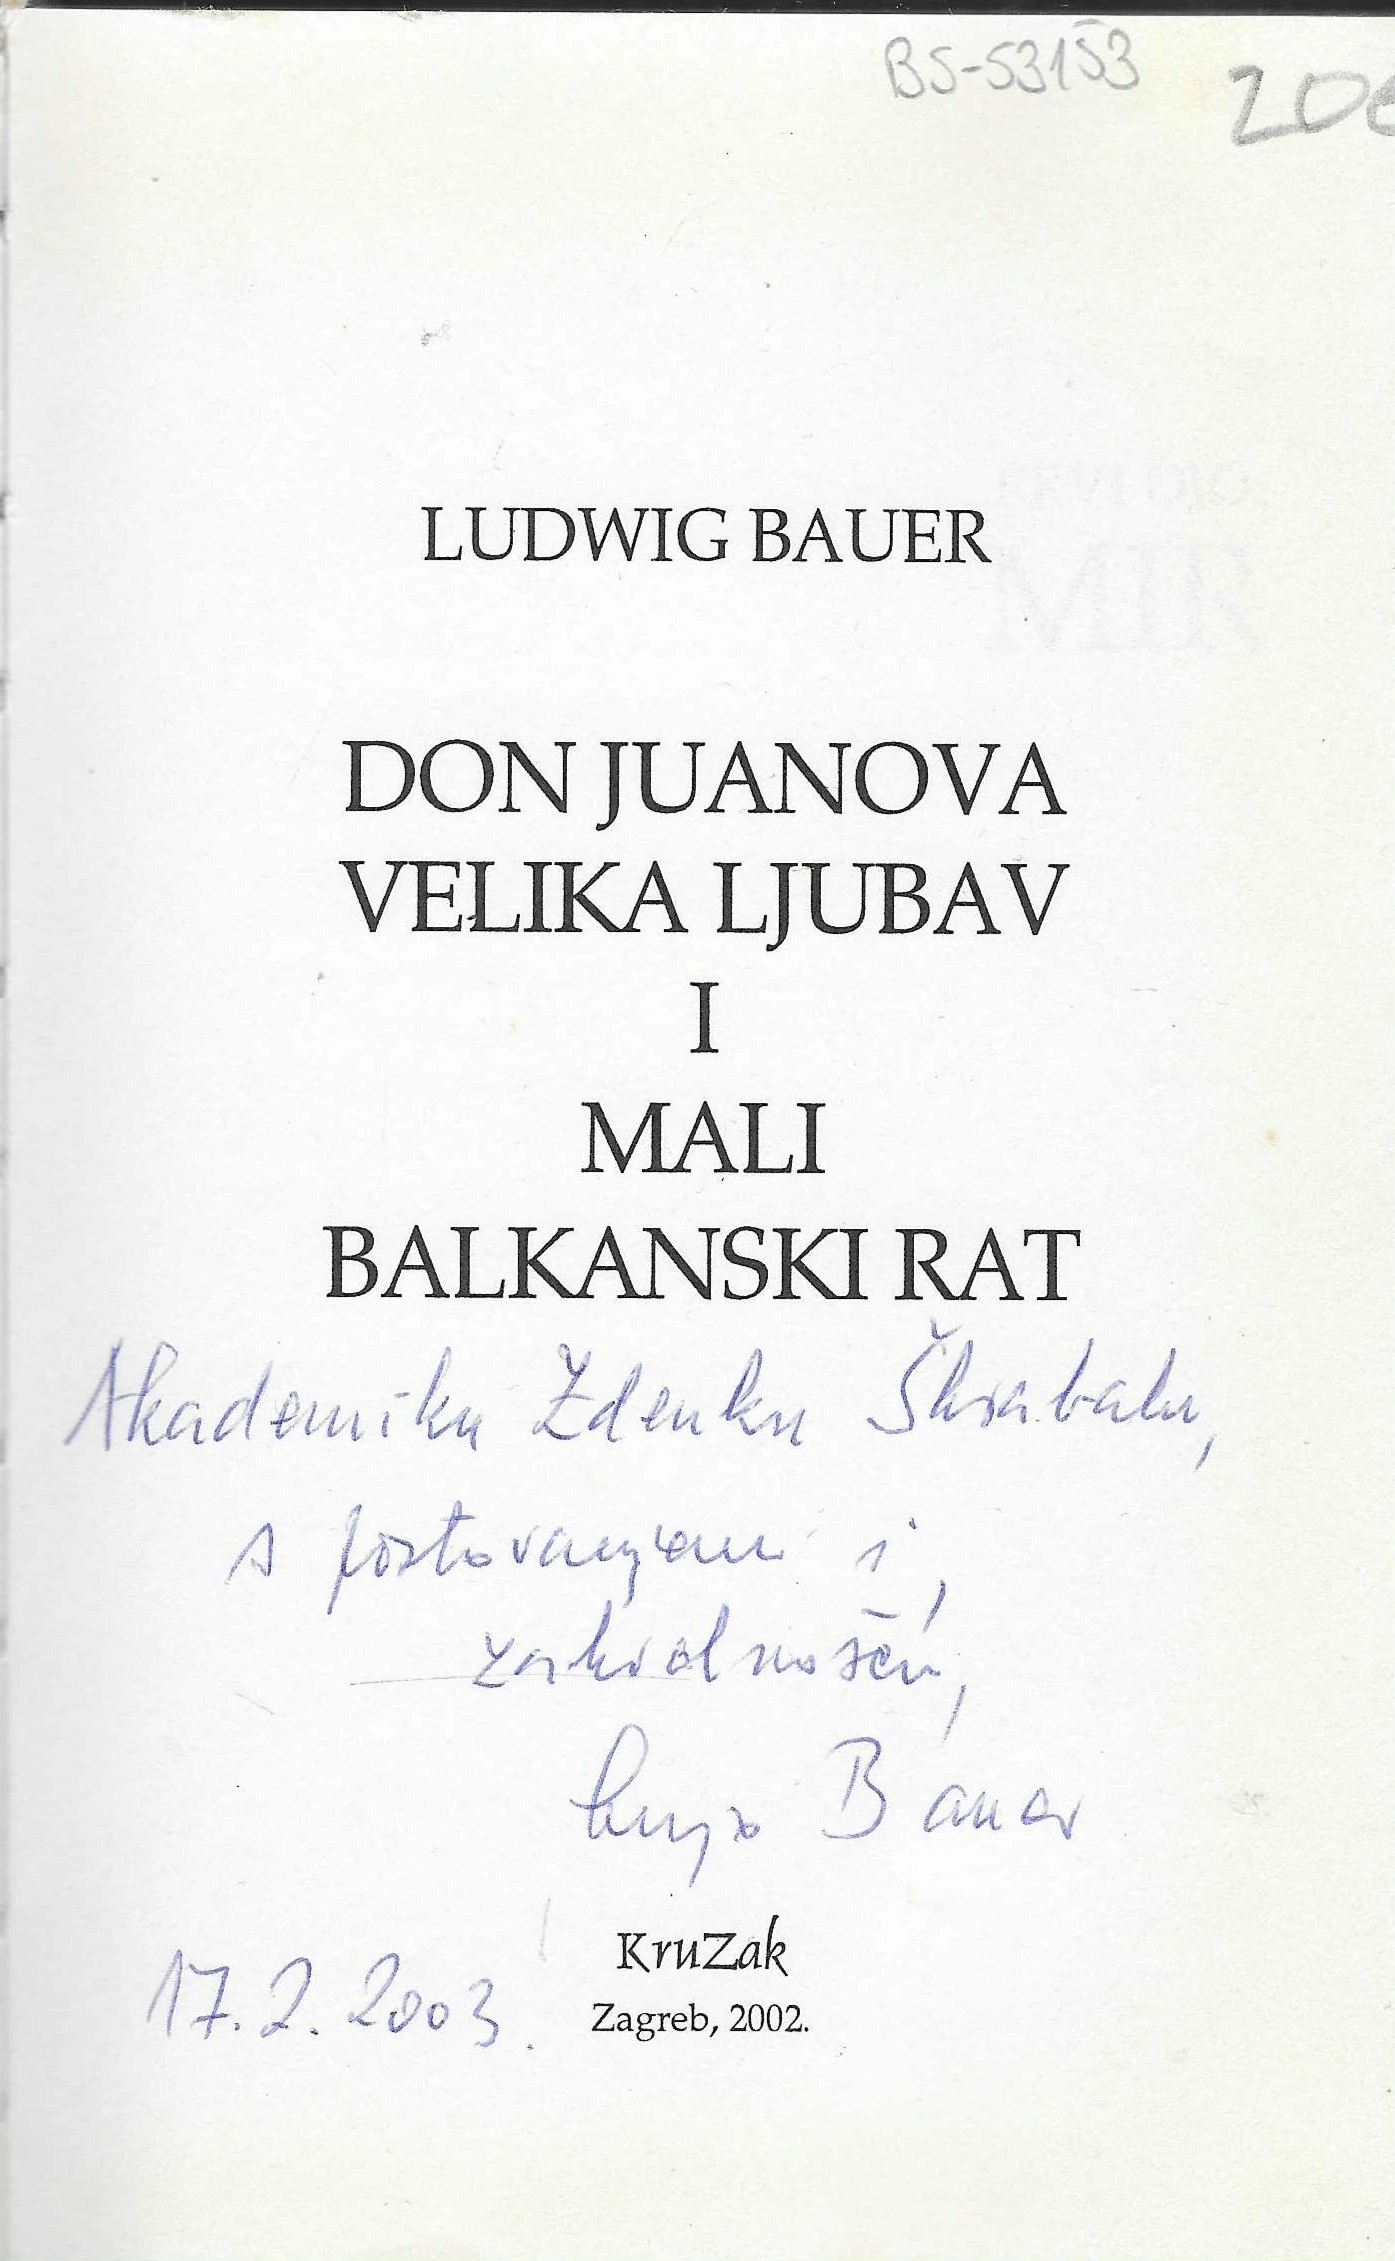 BS-53153
20€
LUDWIG BAUER
DON JUANOVA
VELIKA LJUBAV
I
MALI
BALKANSKI RAT
Akademiku Zdenku Škrabalu,
s poštovanjem i
zahvalnošću,
Lujo Bauer
KruZak
17.2.2003.
Zagreb, 2002.